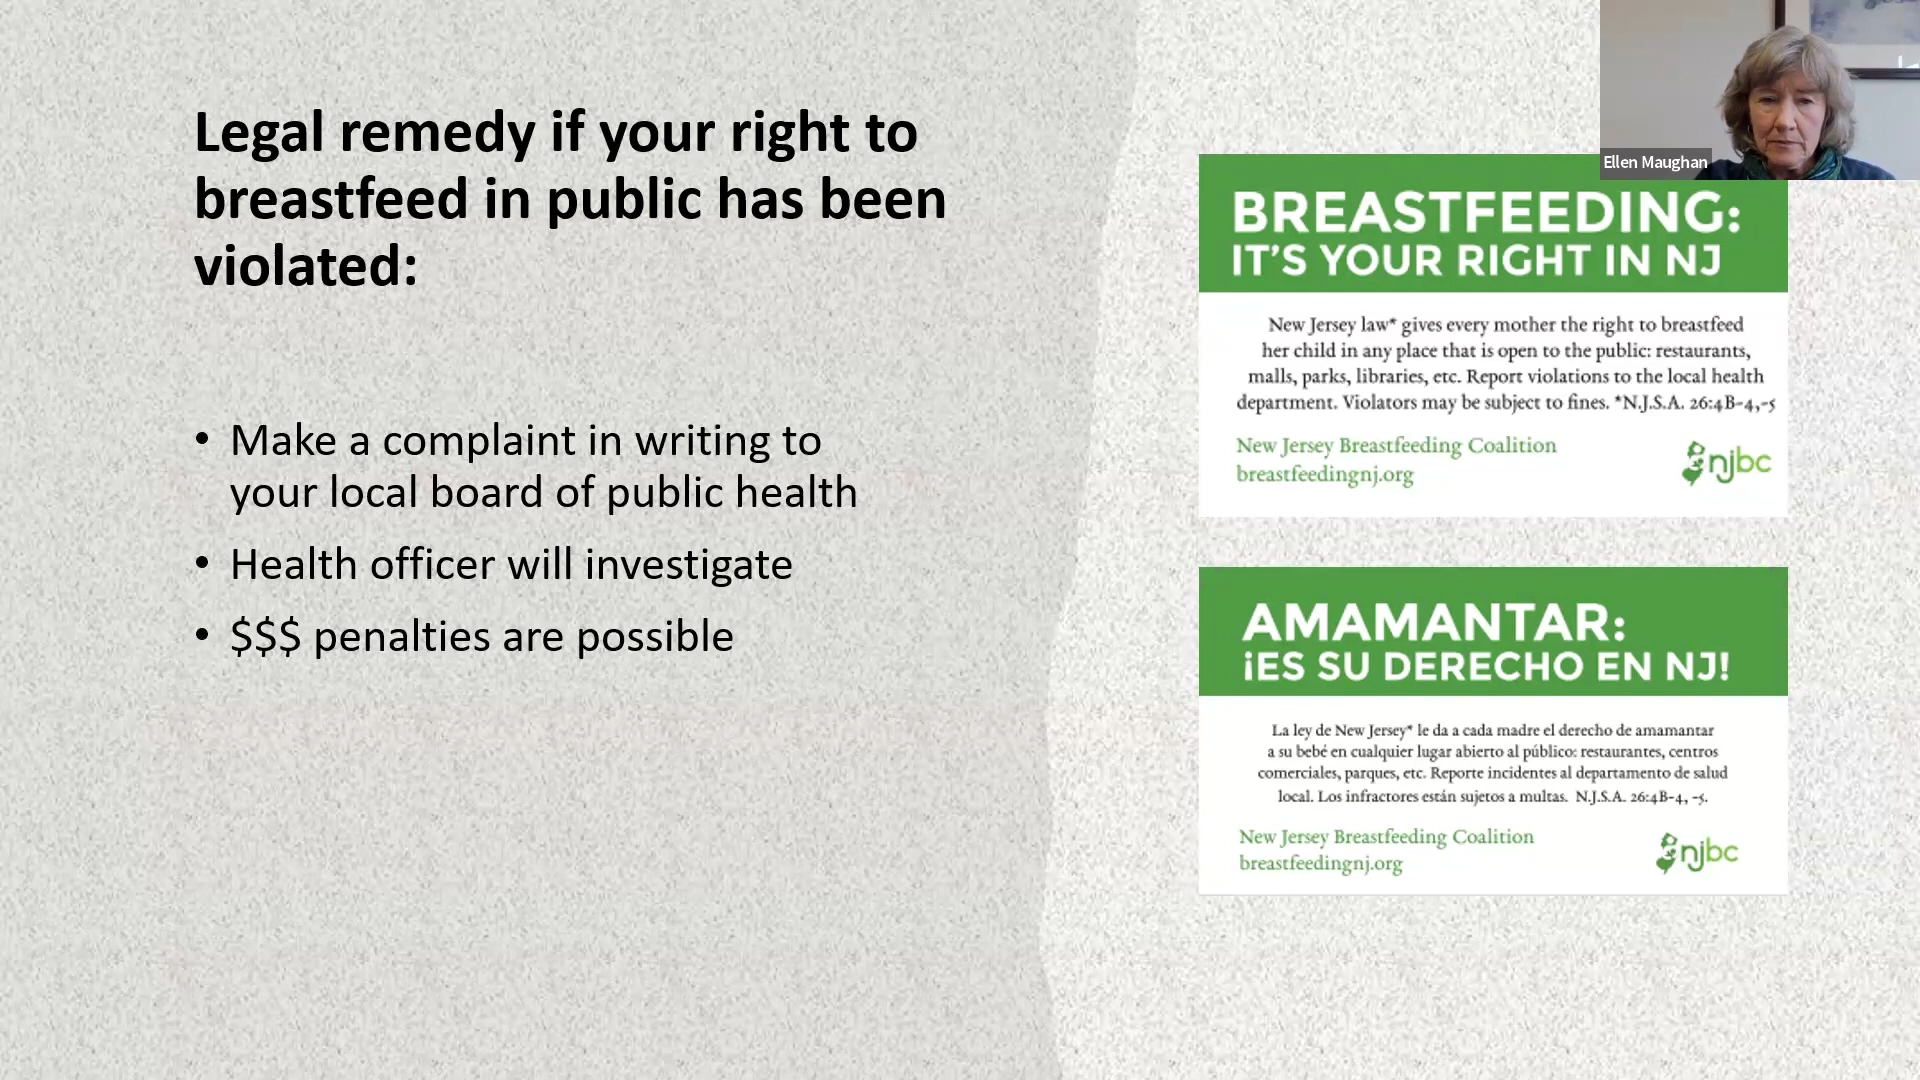 Legal remedy if your right to
breastfeed in public has been
violated:
• Make a complaint in writing to
your local board of public health
• Health officer will investigate
• $$$ penalties are possible
Ellen Maughan
BREASTFEEDING:
IT'S YOUR RIGHT IN NJ
New Jersey law* gives every mother the right to breastfeed
her child in any place that is open to the public: restaurants,
malls, parks, libraries, etc. Report violations to the local health
department. Violators may be subject to fines. *N.J.S.A. 26:4B-4,-5
New Jersey Breastfeeding Coalition
breastfeedingnj.org
njbc
AMAMANTAR:
¡ES SU DERECHO EN NJ!
La ley de New Jersey* le da a cada madre el derecho de amamantar
a su bebé en cualquier lugar abierto al público: restaurantes, centros
comerciales, parques, etc. Reporte incidentes al departamento de salud
local. Los infractores están sujetos a multas. N.J.S.A. 26:4B-4, -5.
New Jersey Breastfeeding Coalition
breastfeedingnj.org
njbc